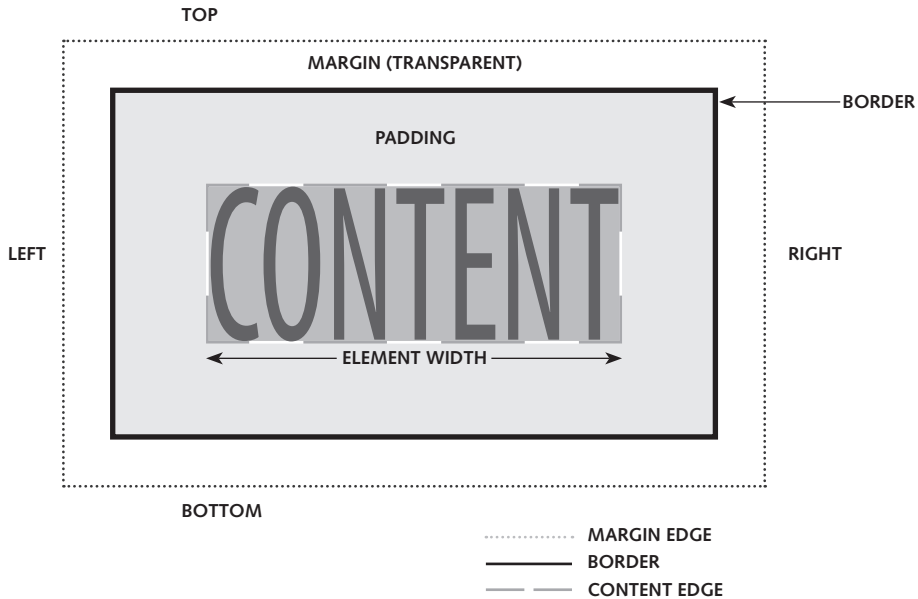 TOP
MARGIN (TRANSPARENT)
BORDER
PADDING
LEFT
CONTENT
RIGHT
ELEMENT WIDTH
BOTTOM
MARGIN EDGE
BORDER
CONTENT EDGE